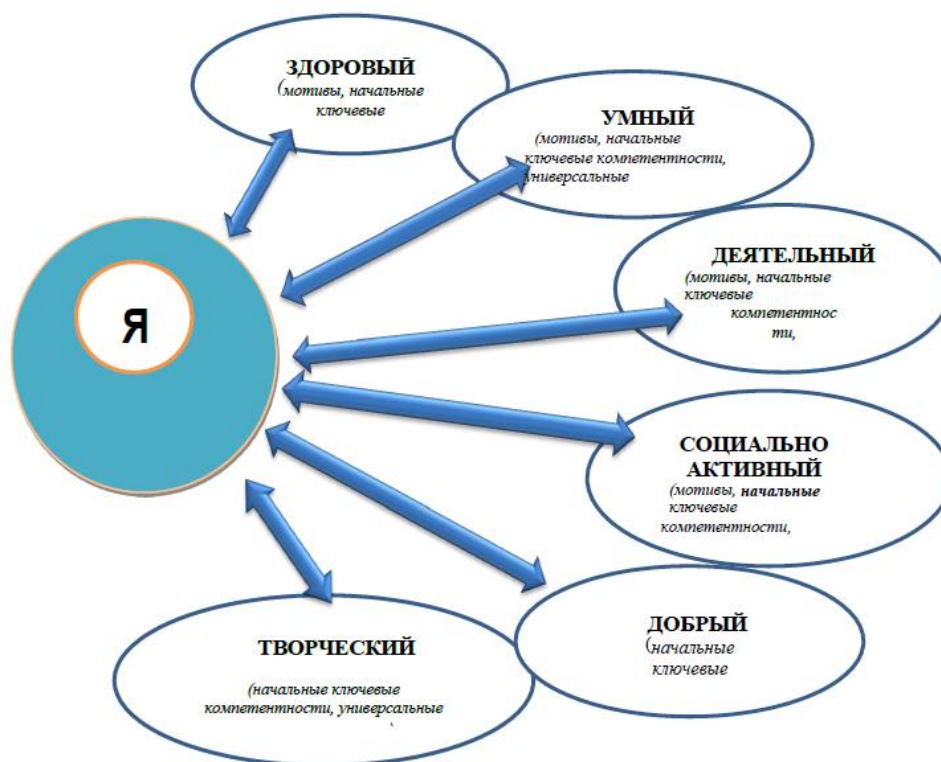 ЗДОРОВЫЙ
(мотивы, начальные
ключевые
УМНЫЙ
(мотивы, начальные
ключевые компетентности,
универсальные
ДЕЯТЕЛЬНЫЙ
(мотивы, начальные
ключевые
компетентнос
ти,
Я
СОЦИАЛЬНО
АКТИВНЫЙ
(мотивы, начальные
ключевые
компетентности,
ДОБРЫЙ
(начальные
ключевые
ТВОРЧЕСКИЙ
(начальные ключевые
компетентности, универсальные